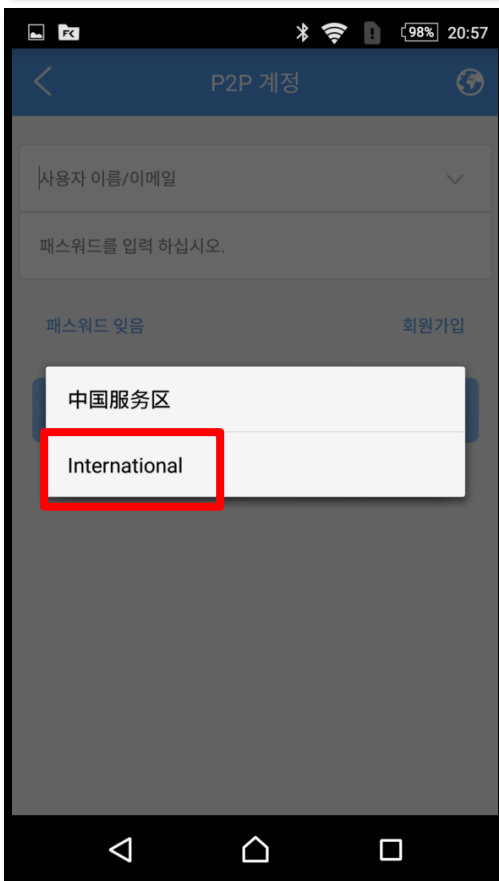 98% 20:57
P2P 계정
사용자 이름/이메일
패스워드를 입력 하십시오.
패스워드 잊음 회원가입
中国服务区
International